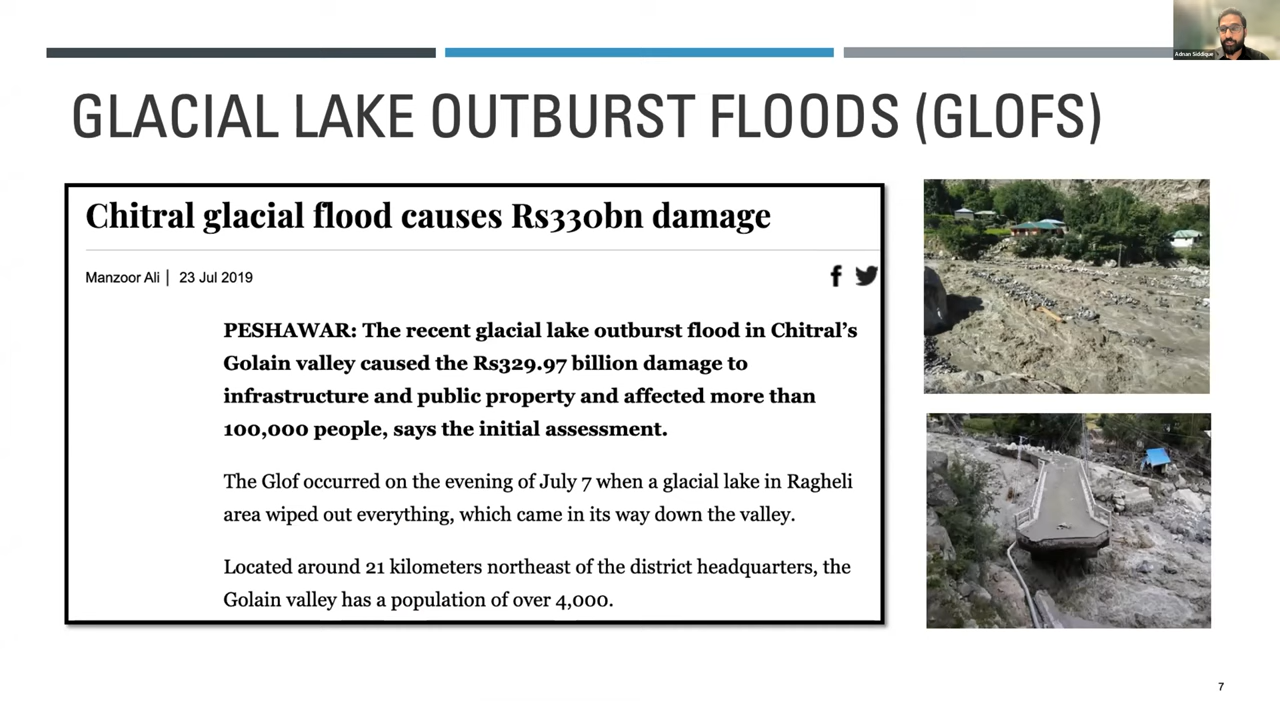 Adnan Siddique
GLACIAL LAKE OUTBURST FLOODS (GLOFS)
Chitral glacial flood causes Rs330bn damage
Manzoor Ali | 23 Jul 2019
PESHAWAR: The recent glacial lake outburst flood in Chitral’s
Golain valley caused the Rs329.97 billion damage to
infrastructure and public property and affected more than
100,000 people, says the initial assessment.
The Glof occurred on the evening of July 7 when a glacial lake in Ragheli
area wiped out everything, which came in its way down the valley.
Located around 21 kilometers northeast of the district headquarters, the
Golain valley has a population of over 4,000.
7